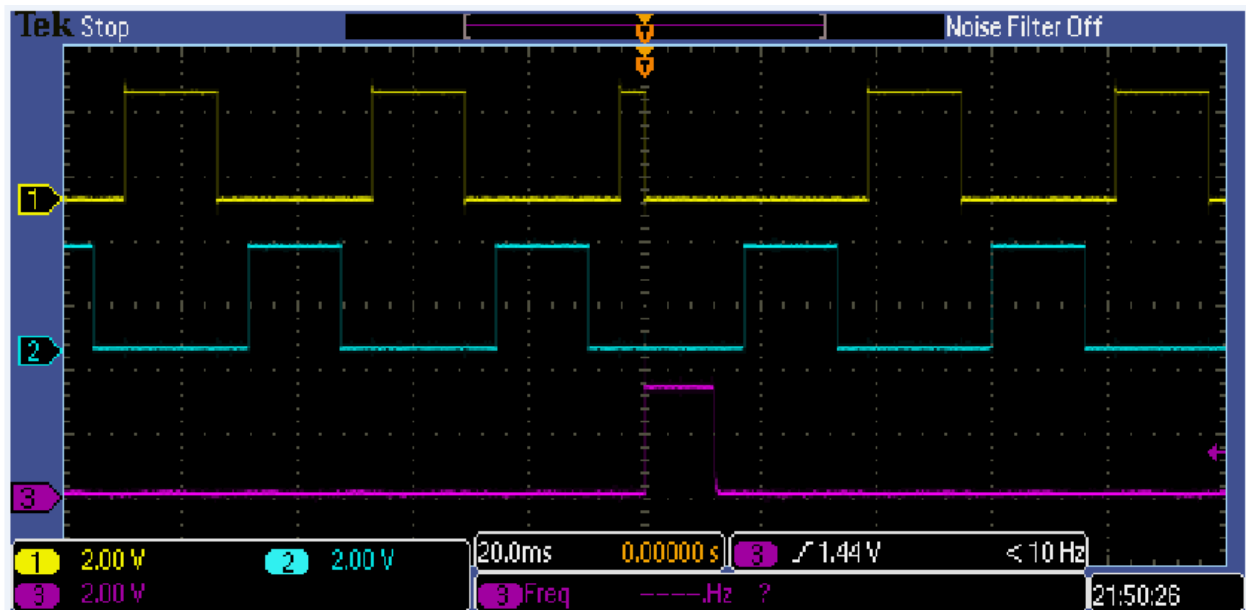 Tek Stop
Noise Filter Off
T
T
1
2
3
1 2.00 V 2 2.00 V
3 2.00 V
20.0ms 0.00000 s
3 1.44 V < 10 Hz
3 Freq ----.--Hz ?
21:50:26